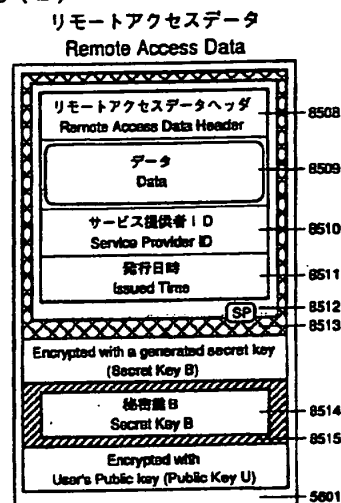 リモートアクセスデータ
Remote Access Data
リモートアクセスデータヘッダ
Remote Access Data Header
8508
データ
Data
8509
サービス提供者ID
Service Provider ID
8510
発行日時
Issued Time
8511
SP
8512
8513
Encrypted with a generated secret key
(Secret Key B)
秘密鍵B
Secret Key B
8514
8515
Encrypted with
User's Public key (Public Key U)
5601